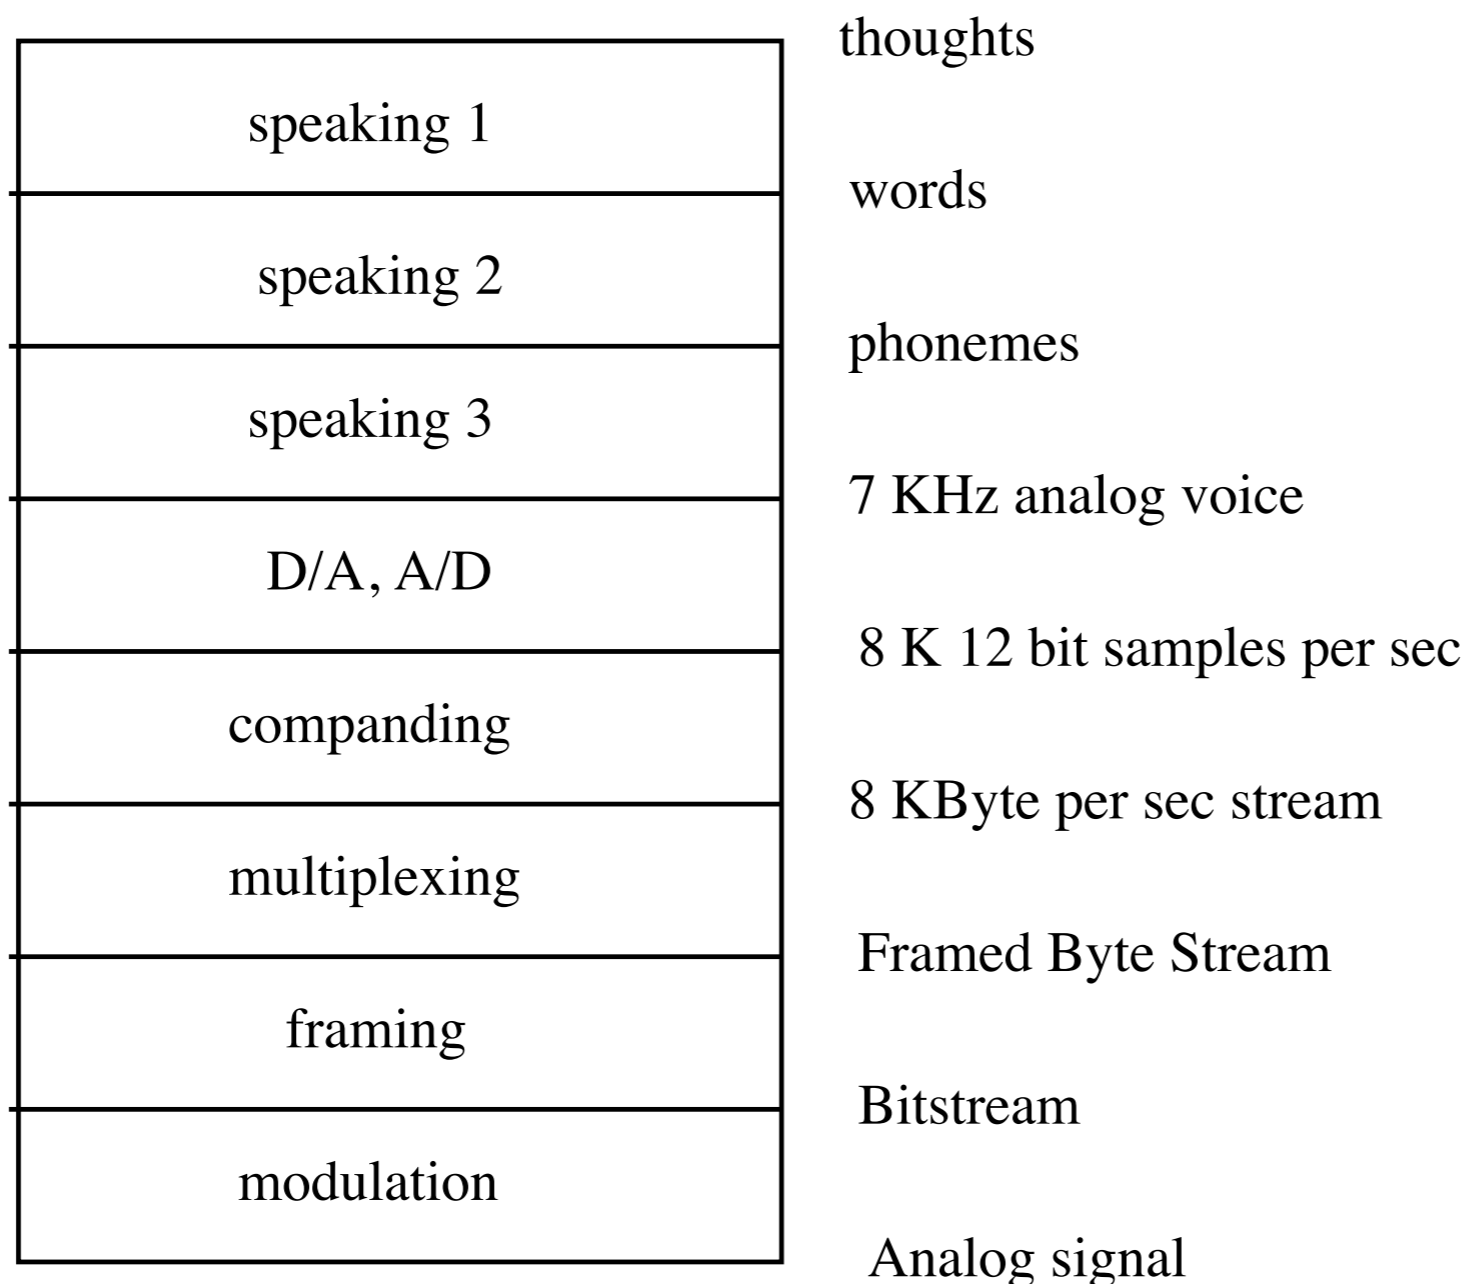 thoughts
speaking 1
words
speaking 2
phonemes
speaking 3
7 KHz analog voice
D/A, A/D
8 K 12 bit samples per sec
companding
8 KByte per sec stream
multiplexing
Framed Byte Stream
framing
Bitstream
modulation
Analog signal